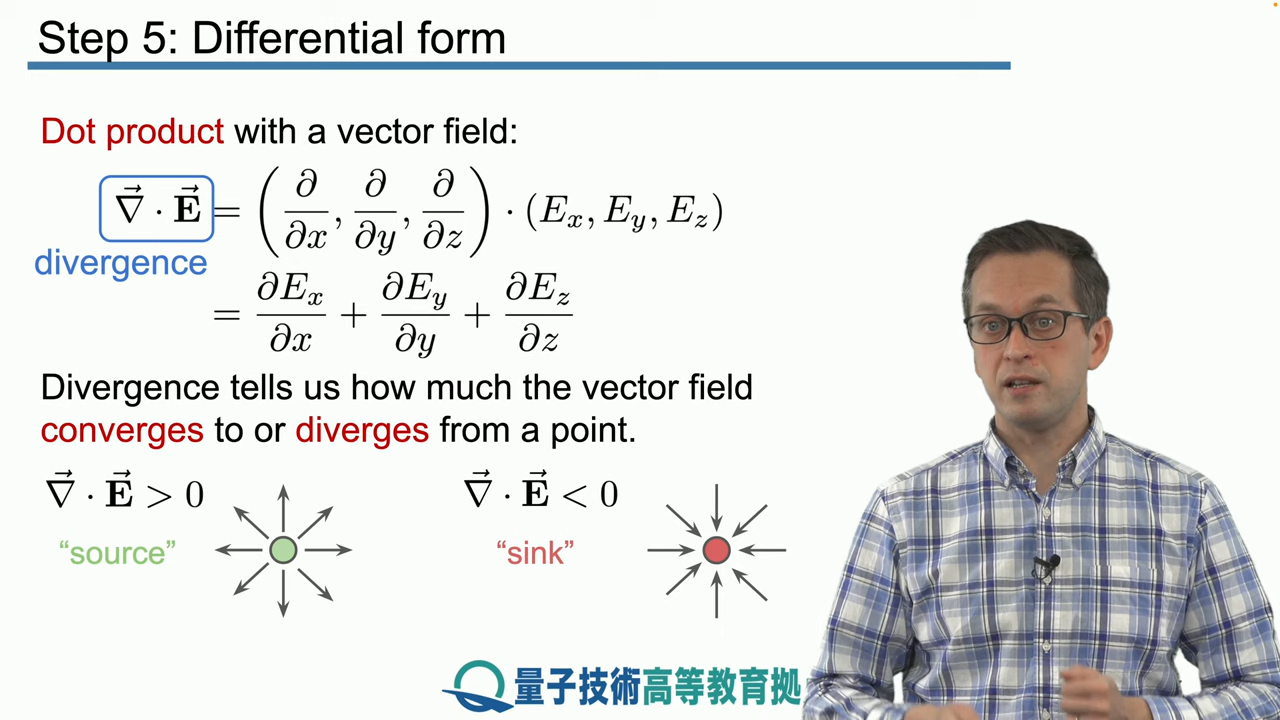 Step 5: Differential form
Dot product with a vector field:
∇⃗ · E⃗ = (∂/∂x, ∂/∂y, ∂/∂z) · (Eₓ, E_y, E_z)
divergence
= ∂Eₓ/∂x + ∂E_y/∂y + ∂E_z/∂z
Divergence tells us how much the vector field
converges to or diverges from a point.
∇⃗ · E⃗ > 0
“source”
∇⃗ · E⃗ < 0
“sink”
量子技術高等教育拠